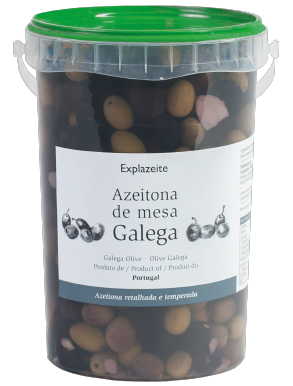 Explazeite
Azeitona
de mesa
Galega
Galega Olive - Olive Galega
Produto de / Product of / Produit du
Portugal
Azeitona retalhada e temperada